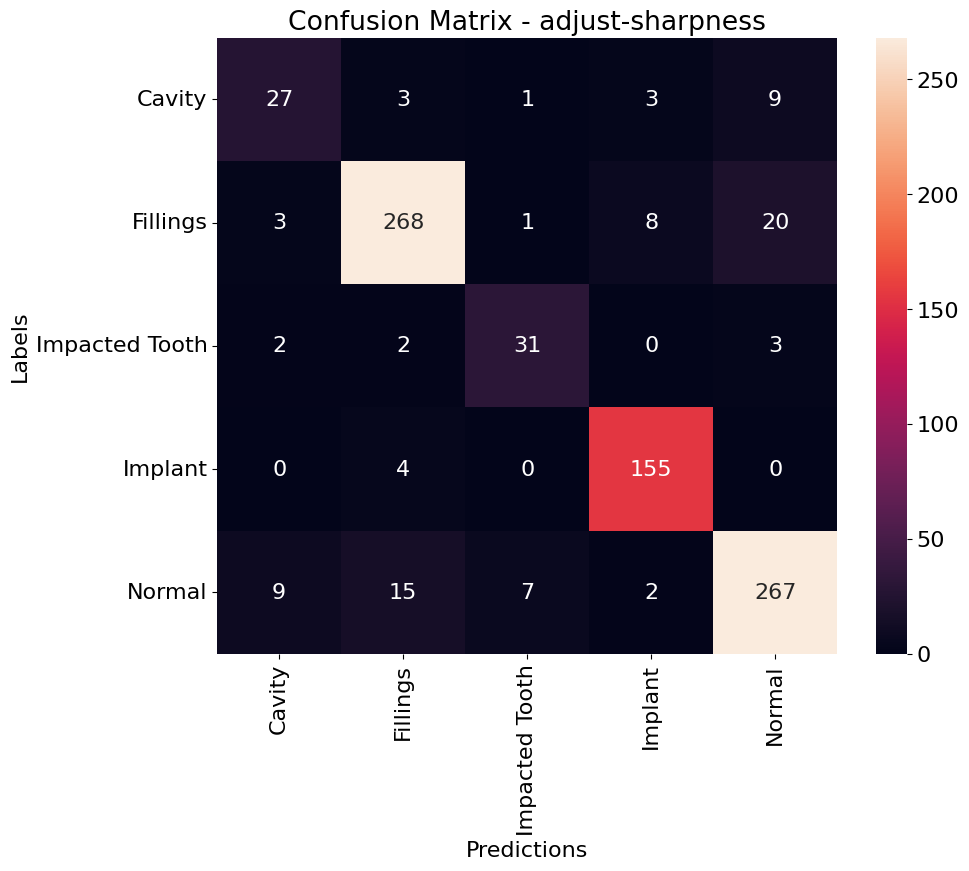 Confusion Matrix - adjust-sharpness
Labels
Cavity 27 3 1 3 9
Fillings 3 268 1 8 20
Impacted Tooth 2 2 31 0 3
Implant 0 4 0 155 0
Normal 9 15 7 2 267
Cavity Fillings Impacted Tooth Implant Normal
Predictions
250
200
150
100
50
0